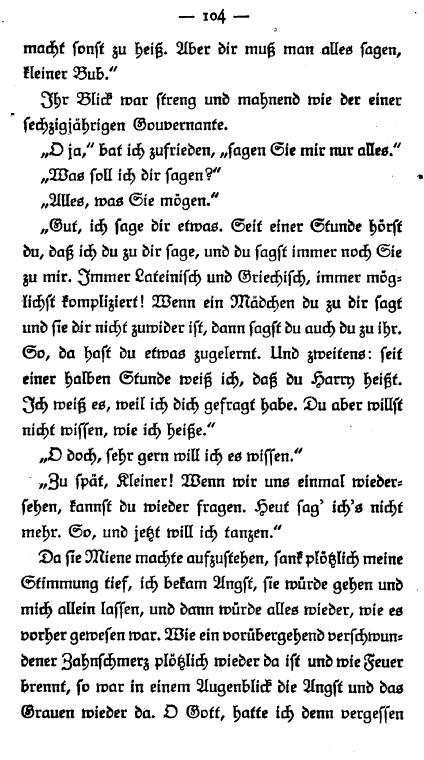 — 104 —
macht sonst zu heiß. Aber dir muß man alles sagen,
kleiner Bub.“
Ihr Blick war streng und mahnend wie der einer
sechzigjährigen Gouvernante.
„O ja,“ bat ich zufrieden, „sagen Sie mir nur alles.“
„Was soll ich dir sagen?“
„Alles, was Sie mögen.“
„Gut, ich sage dir etwas. Seit einer Stunde hörst
du, daß ich du zu dir sage, und du sagst immer noch Sie
zu mir. Immer Lateinisch und Griechisch, immer mög-
lichst kompliziert! Wenn ein Mädchen du zu dir sagt
und sie dir nicht zuwider ist, dann sagst du auch du zu ihr.
So, da hast du etwas zugelernt. Und zweitens: seit
einer halben Stunde weiß ich, daß du Harry heißt.
Ich weiß es, weil ich dich gefragt habe. Du aber willst
nicht wissen, wie ich heiße.“
„O doch, sehr gern will ich es wissen.“
„Zu spät, Kleiner! Wenn wir uns einmal wieder-
sehen, kannst du wieder fragen. Heut sag’ ich’s nicht
mehr. So, und jetzt will ich tanzen.“
Da sie Miene machte aufzustehen, sank plötzlich meine
Stimmung tief, ich bekam Angst, sie würde gehen und
mich allein lassen, und dann würde alles wieder, wie es
vorher gewesen war. Wie ein vorübergehend verschwun-
dener Zahnschmerz plötzlich wieder da ist und wie Feuer
brennt, so war in einem Augenblick die Angst und das
Grauen wieder da. O Gott, hatte ich denn vergessen